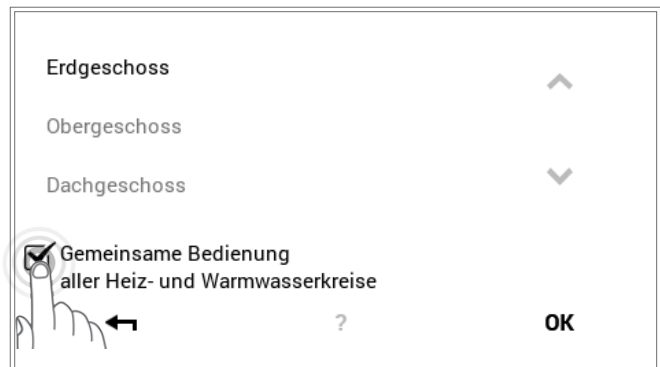 Erdgeschoss
Obergeschoss
Dachgeschoss
Gemeinsame Bedienung
aller Heiz- und Warmwasserkreise
? OK